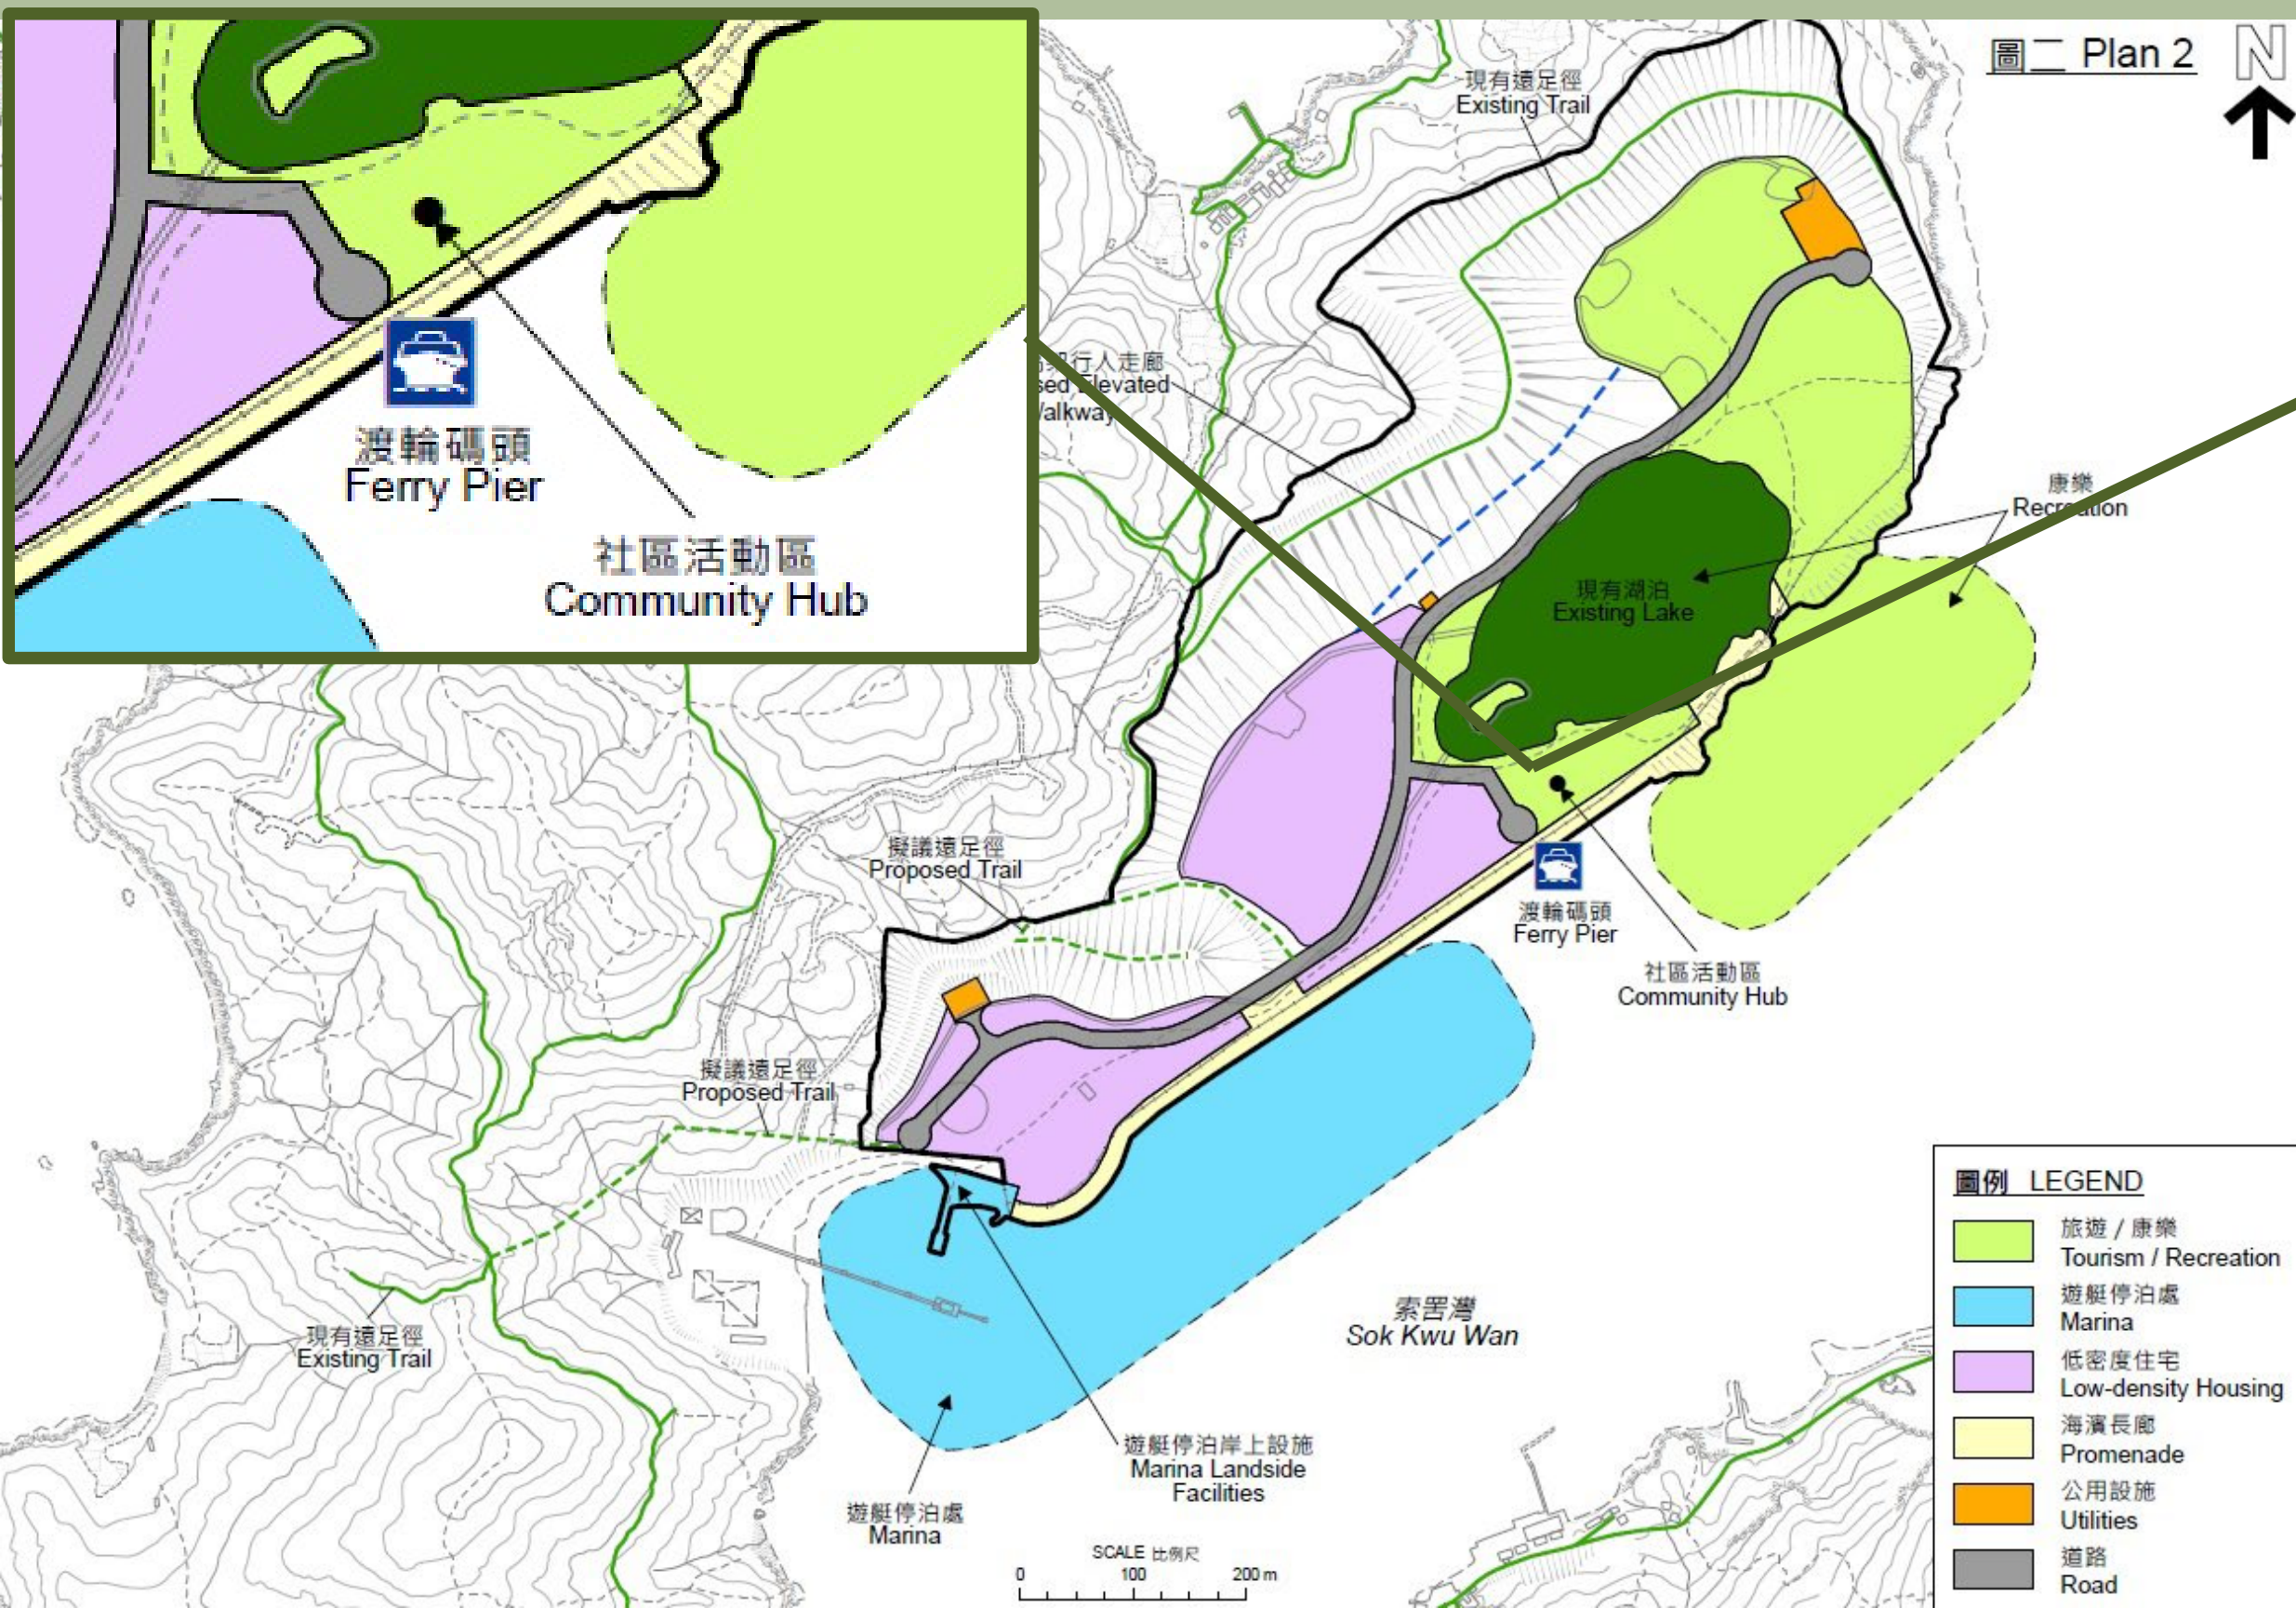 圖二 Plan 2
N
渡輪碼頭
Ferry Pier
社區活動區
Community Hub
現有遠足徑
Existing Trail
行人走廊
Elevated
康樂
Recreation
現有湖泊
Existing Lake
擬議遠足徑
Proposed Trail
渡輪碼頭
Ferry Pier
社區活動區
Community Hub
擬議遠足徑
Proposed Trail
現有遠足徑
Existing Trail
索罟灣
Sok Kwu Wan
遊艇停泊岸上設施
Marina Landside
Facilities
遊艇停泊處
Marina
SCALE 比例尺
0 100 200 m
圖例 LEGEND
旅遊 / 康樂
Tourism / Recreation
遊艇停泊處
Marina
低密度住宅
Low-density Housing
海濱長廊
Promenade
公用設施
Utilities
道路
Road